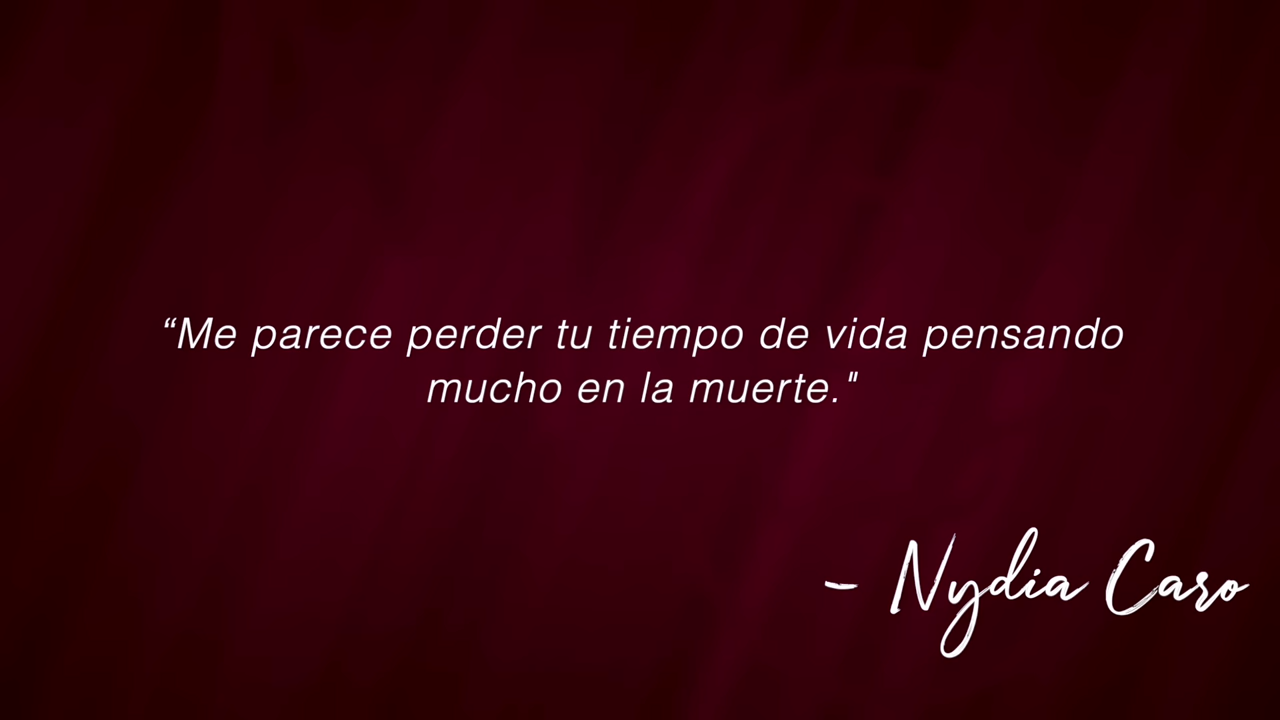 “Me parece perder tu tiempo de vida pensando
mucho en la muerte."
- Nydia Caro